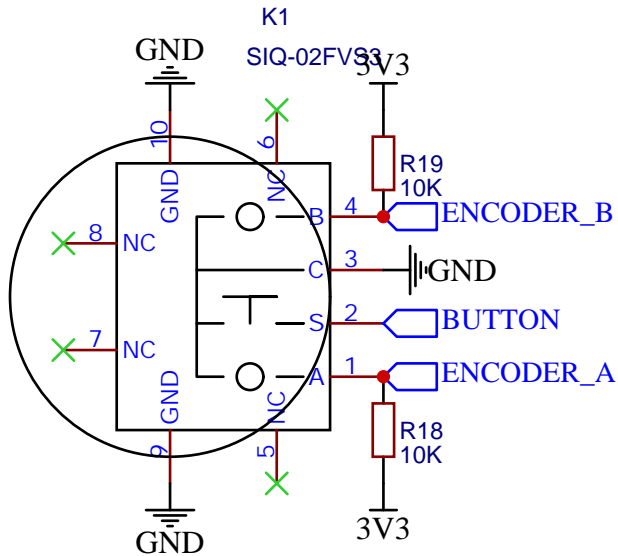 K1
SIQ-02FVS3
GND
3V3
10
6
GND
NC
R19
10K
B
4
ENCODER_B
8
NC
C
3
GND
S
2
BUTTON
7
NC
A
1
ENCODER_A
GND
NC
R18
10K
9
5
GND
3V3